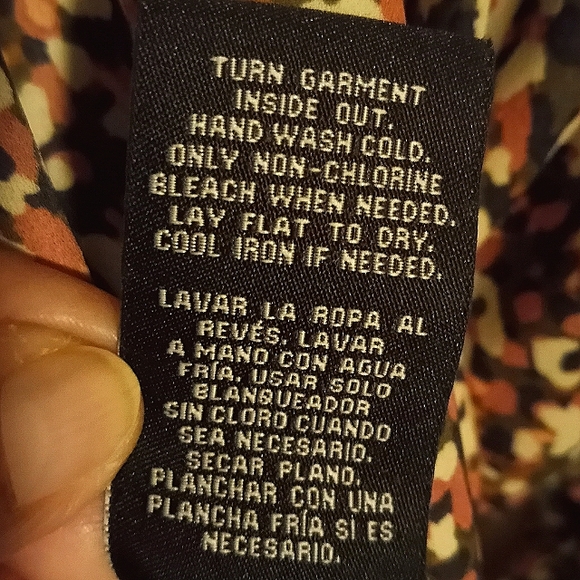 TURN GARMENT
INSIDE OUT.
HAND WASH COLD.
ONLY NON-CHLORINE
BLEACH WHEN NEEDED.
LAY FLAT TO DRY.
COOL IRON IF NEEDED.
LAVAR LA ROPA AL
REVÉS. LAVAR
A MANO CON AGUA
FRÍA. USAR SOLO
BLANQUEADOR
SIN CLORO CUANDO
SEA NECESARIO.
SECAR PLANO.
PLANCHAR CON UNA
PLANCHA FRÍA SI ES
NECESARIO.